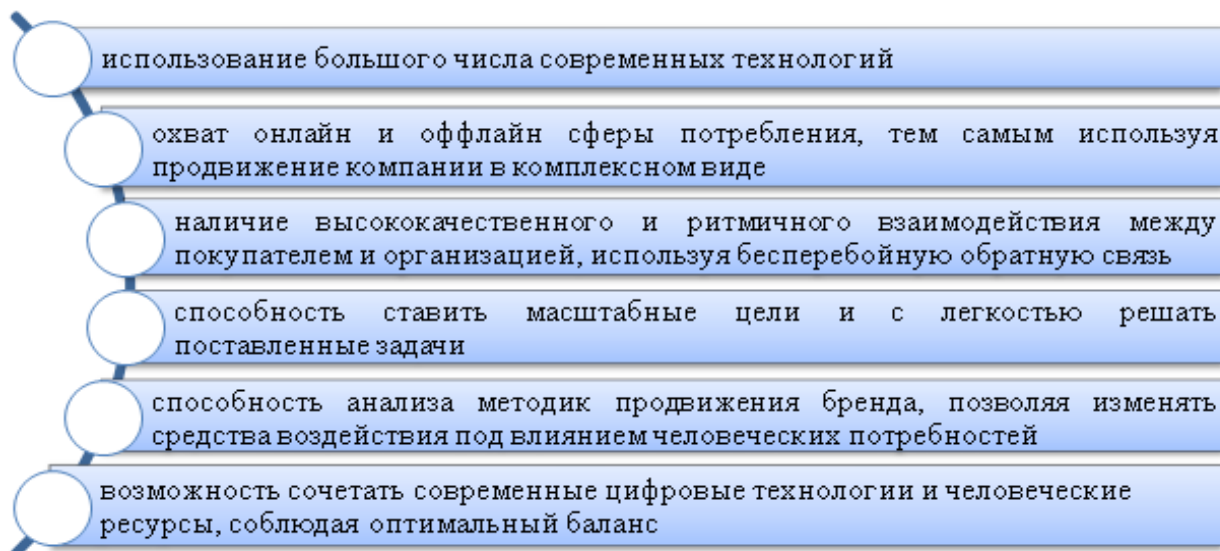 использование большого числа современных технологий
охват онлайн и оффлайн сферы потребления, тем самым используя
продвижение компании в комплексном виде
наличие высококачественного и ритмичного взаимодействия между
покупателем и организацией, используя бесперебойную обратную связь
способность ставить масштабные цели и с легкостью решать
поставленные задачи
способность анализа методик продвижения бренда, позволяя изменять
средства воздействия под влиянием человеческих потребностей
возможность сочетать современные цифровые технологии и человеческие
ресурсы, соблюдая оптимальный баланс